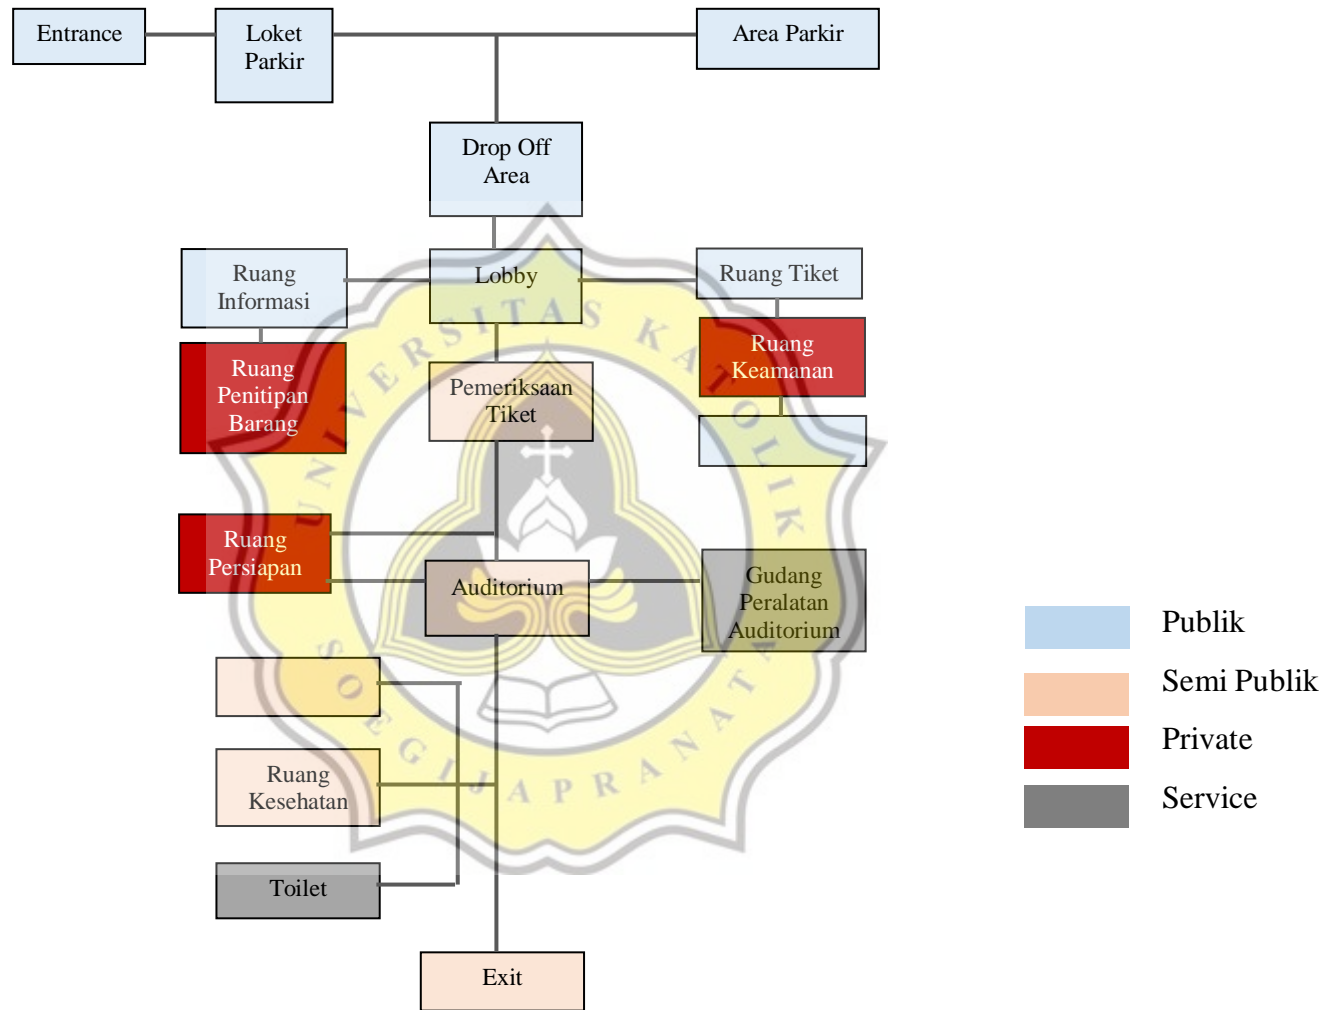 Entrance
Loket
Parkir
Area Parkir
Drop Off
Area
Ruang
Informasi
Lobby
Ruang Tiket
Ruang
Penitipan
Barang
Pemeriksaan
Tiket
Ruang
Keamanan
Ruang
Persiapan
Auditorium
Gudang
Peralatan
Auditorium
Ruang
Kesehatan
Toilet
Exit
Publik
Semi Publik
Private
Service
UNIVERSITAS KATOLIK
SOEGIJAPRANATA